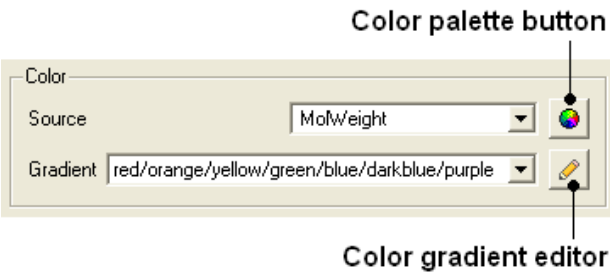 Color palette button
Color
Source MolWeight
Gradient red/orange/yellow/green/blue/darkblue/purple
Color gradient editor